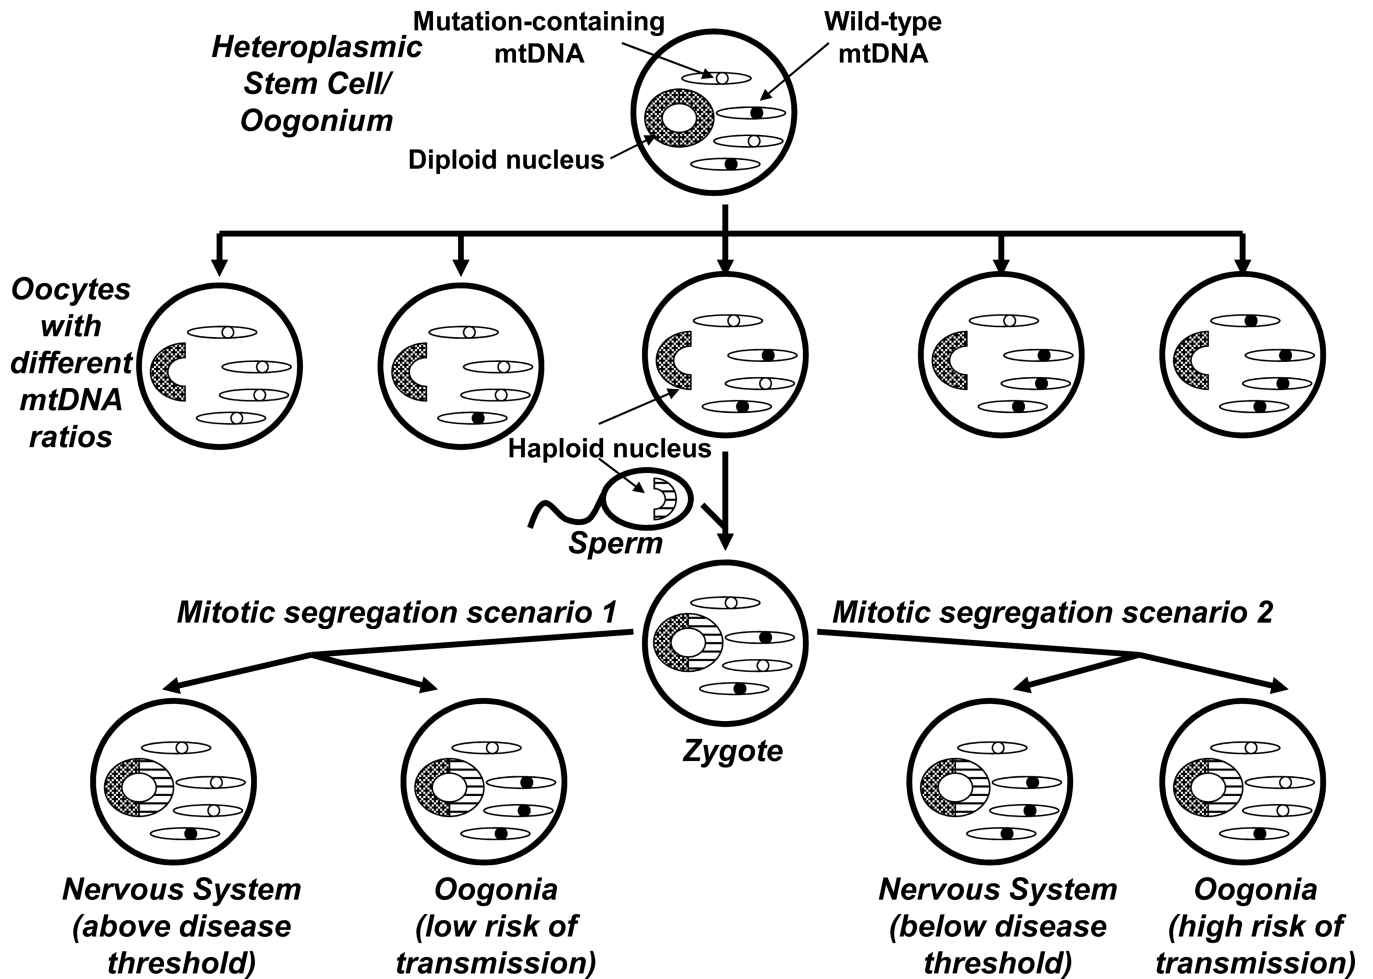 Heteroplasmic
Stem Cell/
Oogonium
Mutation-containing
mtDNA
Wild-type
mtDNA
Diploid nucleus
Oocytes
with
different
mtDNA
ratios
Haploid nucleus
Sperm
Mitotic segregation scenario 1
Mitotic segregation scenario 2
Zygote
Nervous System
(above disease
threshold)
Oogonia
(low risk of
transmission)
Nervous System
(below disease
threshold)
Oogonia
(high risk of
transmission)